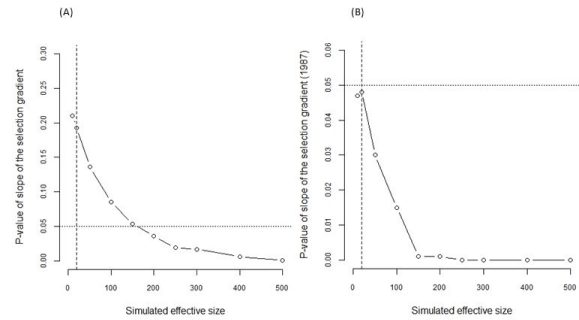 (A)
P-value of slope of the selection gradient
0.30
0.25
0.20
0.15
0.10
0.05
0.00
0 100 200 300 400 500
Simulated effective size
(B)
P-value of slope of the selection gradient (1987)
0.06
0.05
0.04
0.03
0.02
0.01
0.00
0 100 200 300 400 500
Simulated effective size